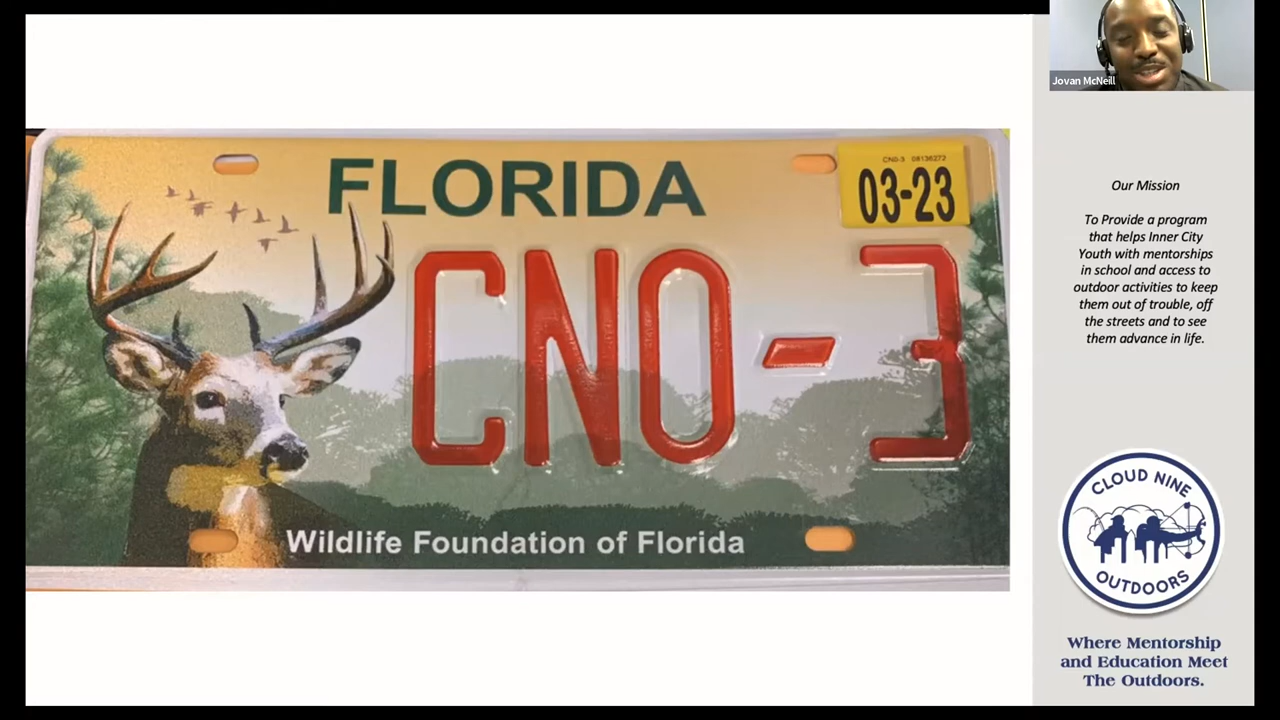 FLORIDA
CN0-3 08136272
03-23
CNO-3
Wildlife Foundation of Florida
Jovan McNeill
Our Mission
To Provide a program
that helps Inner City
Youth with mentorships
in school and access to
outdoor activities to keep
them out of trouble, off
the streets and to see
them advance in life.
CLOUD NINE
OUTDOORS
Where Mentorship
and Education Meet
The Outdoors.